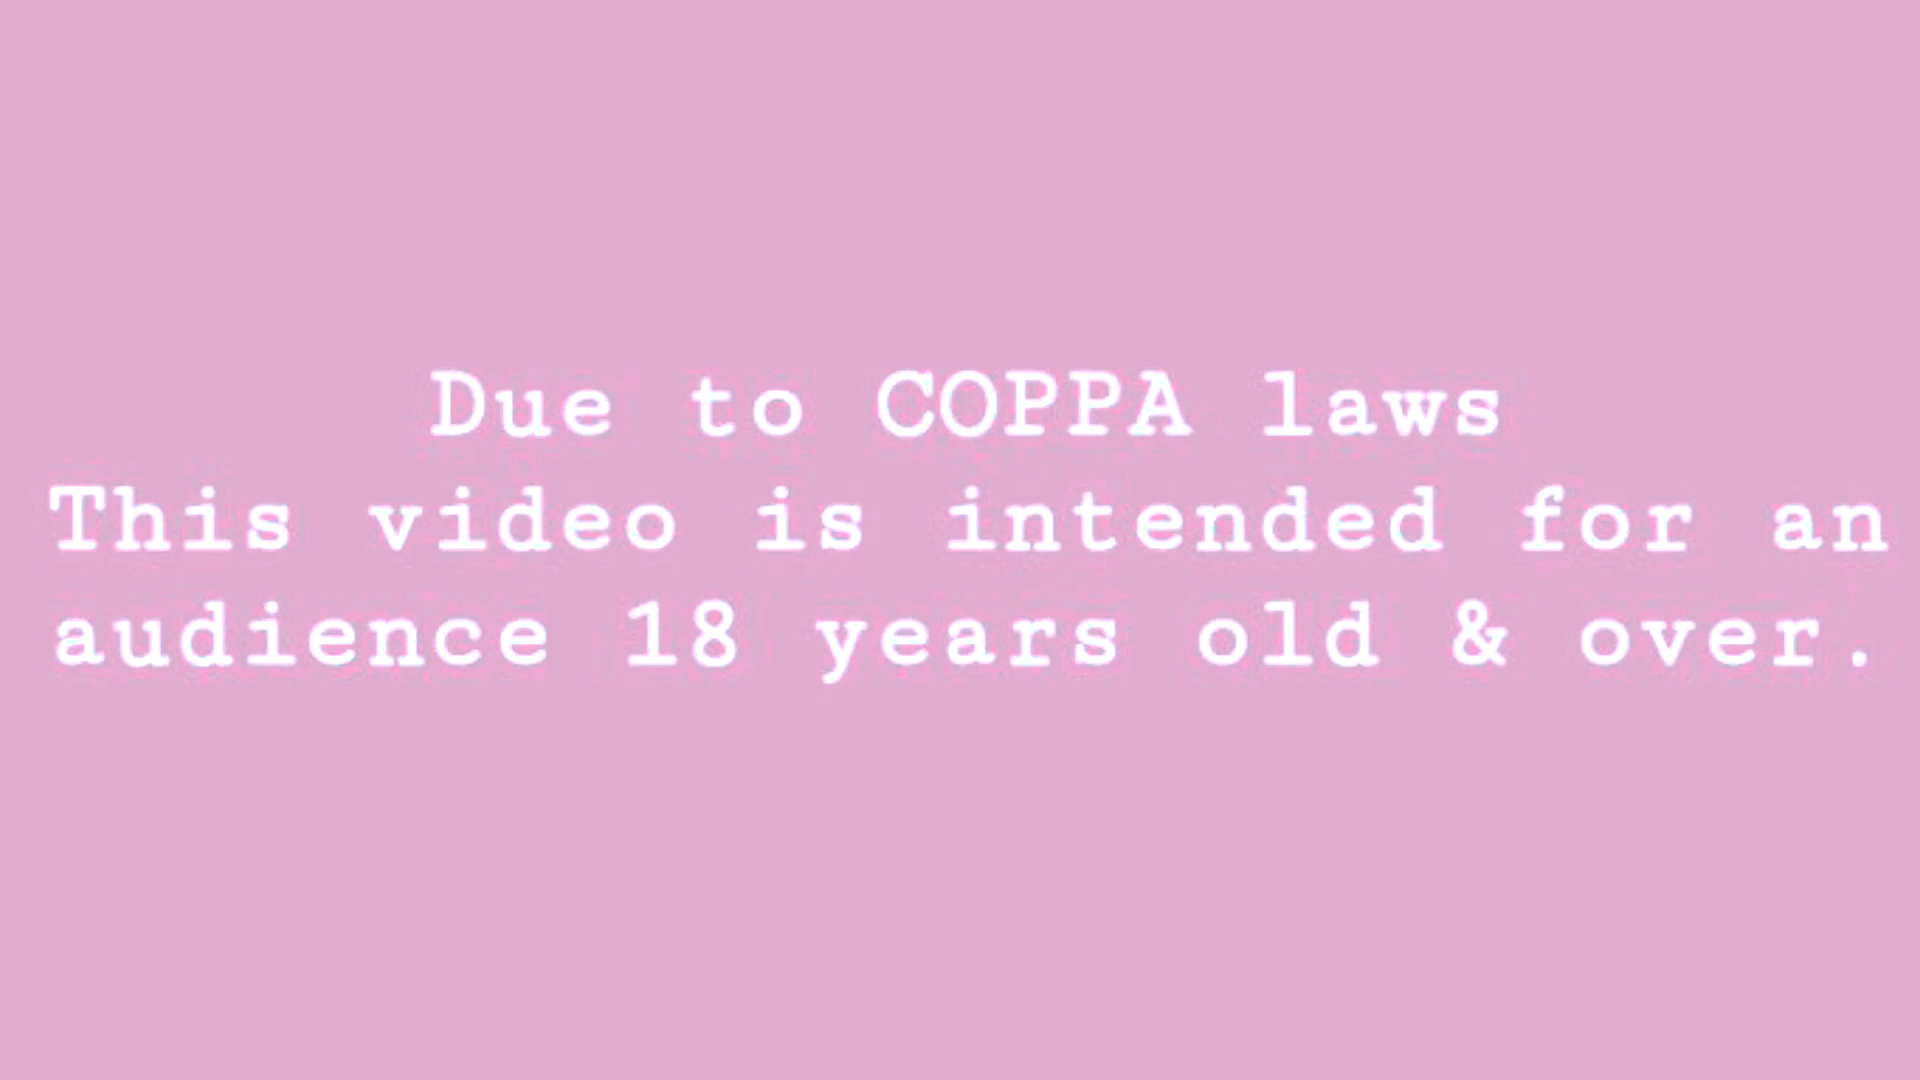 Due to COPPA laws
This video is intended for an
audience 18 years old & over.